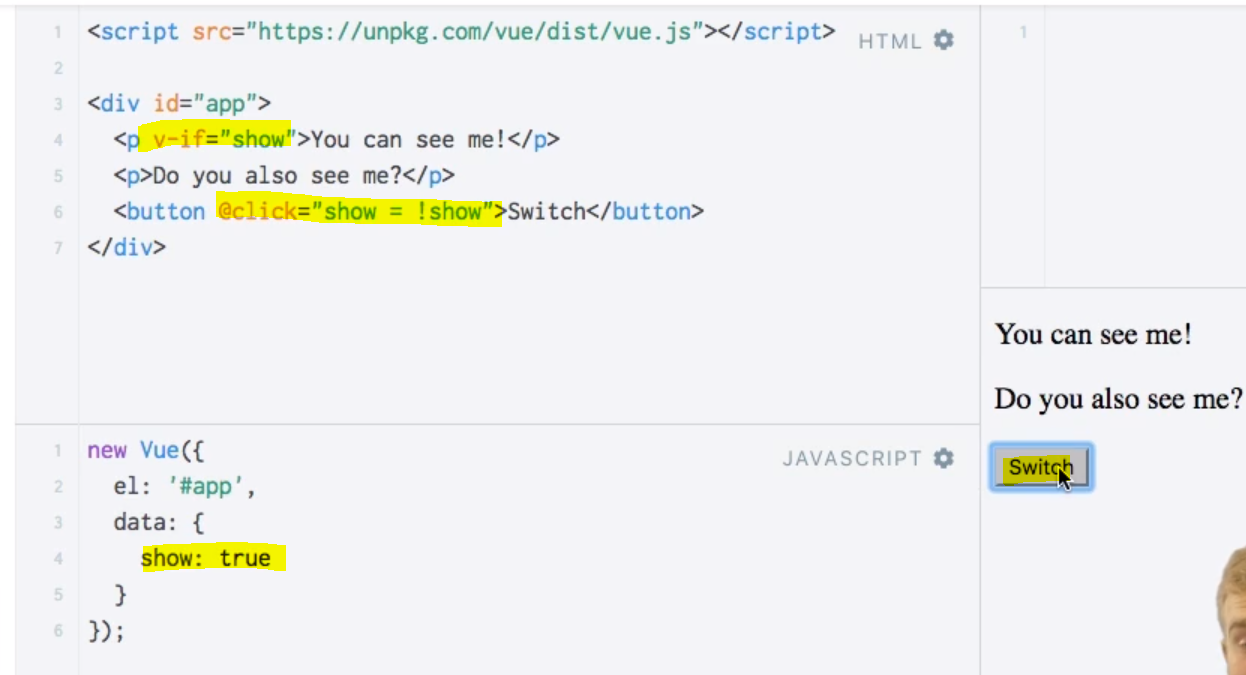 1 <script src="https://unpkg.com/vue/dist/vue.js"></script>
HTML
2
3 <div id="app">
4   <p v-if="show">You can see me!</p>
5   <p>Do you also see me?</p>
6   <button @click="show = !show">Switch</button>
7 </div>
1 new Vue({
JAVASCRIPT
2   el: '#app',
3   data: {
4     show: true
5   }
6 });
1
You can see me!
Do you also see me?
Switch